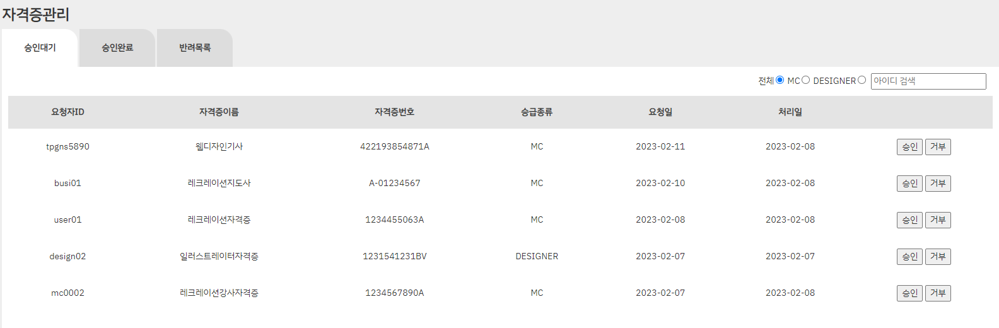 자격증관리
승인대기 승인완료 반려목록
전체 MC DESIGNER 아이디 검색
요청자ID 자격증이름 자격증번호 승급종류 요청일 처리일
tpgns5890 웹디자인기사 422193854871A MC 2023-02-11 2023-02-08 승인 거부
busi01 레크레이션지도사 A-01234567 MC 2023-02-10 2023-02-08 승인 거부
user01 레크레이션자격증 1234455063A MC 2023-02-08 2023-02-08 승인 거부
design02 일러스트레이터자격증 1231541231BV DESIGNER 2023-02-07 2023-02-07 승인 거부
mc0002 레크레이션강사자격증 1234567890A MC 2023-02-07 2023-02-08 승인 거부